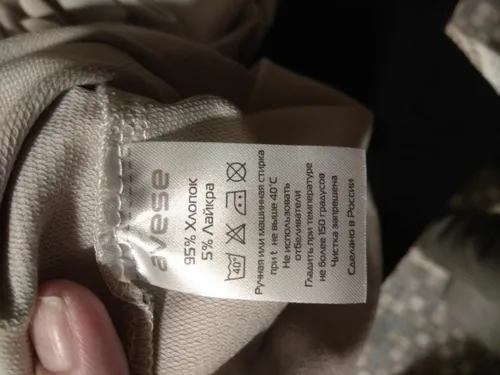 avese
95% Хлопок
5% Лайкра
40°
Ручная или машинная стирка
при t не выше 40°C
Не использовать
отбеливатели
Гладить при температуре
не более 150 градусов
Чистка запрещена
Сделано в России